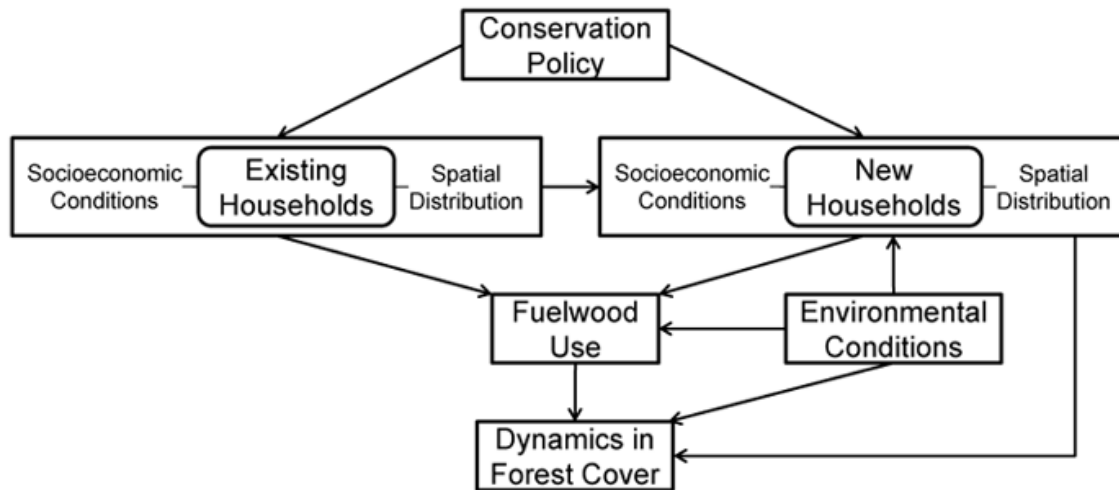 Conservation
Policy
Socioeconomic
Conditions
Existing
Households
Spatial
Distribution
Socioeconomic
Conditions
New
Households
Spatial
Distribution
Fuelwood
Use
Environmental
Conditions
Dynamics in
Forest Cover